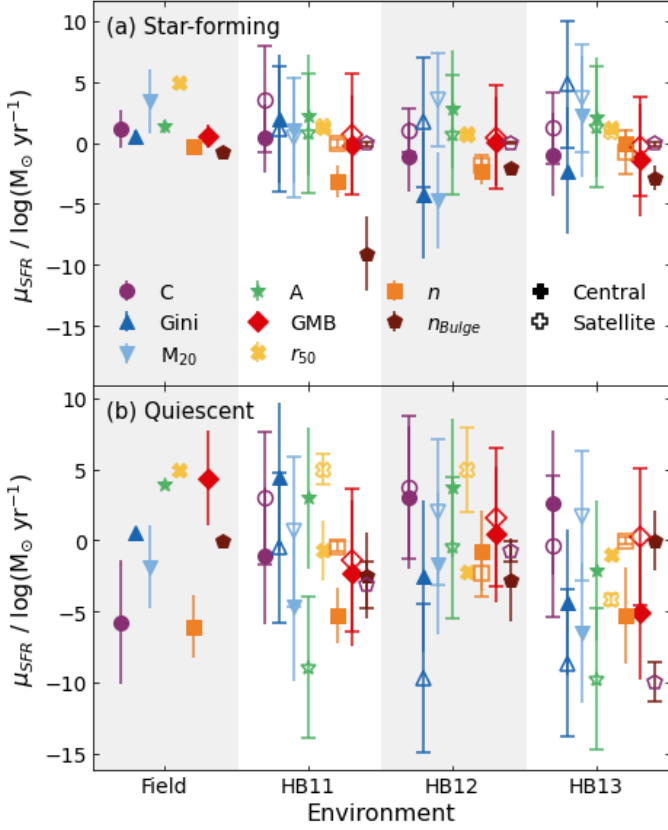 (a) Star-forming
10
5
0
−5
−10
−15
μSFR / log(M⊙ yr−1)
C A n Central
Gini GMB nBulge Satellite
M20 r50
(b) Quiescent
10
5
0
−5
−10
−15
μSFR / log(M⊙ yr−1)
Field HB11 HB12 HB13
Environment